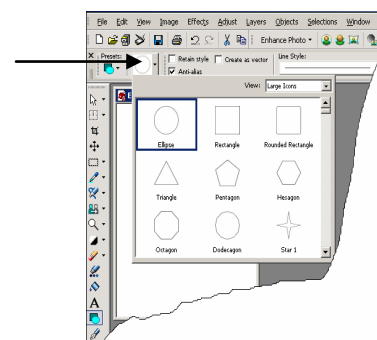 File Edit View Image Effects Adjust Layers Objects Selections Window
Enhance Photo
Presets: Retain style Create as vector Line Style:
Anti-alias
View: Large Icons
Ellipse Rectangle Rounded Rectangle
Triangle Pentagon Hexagon
Octagon Dodecagon Star 1
A